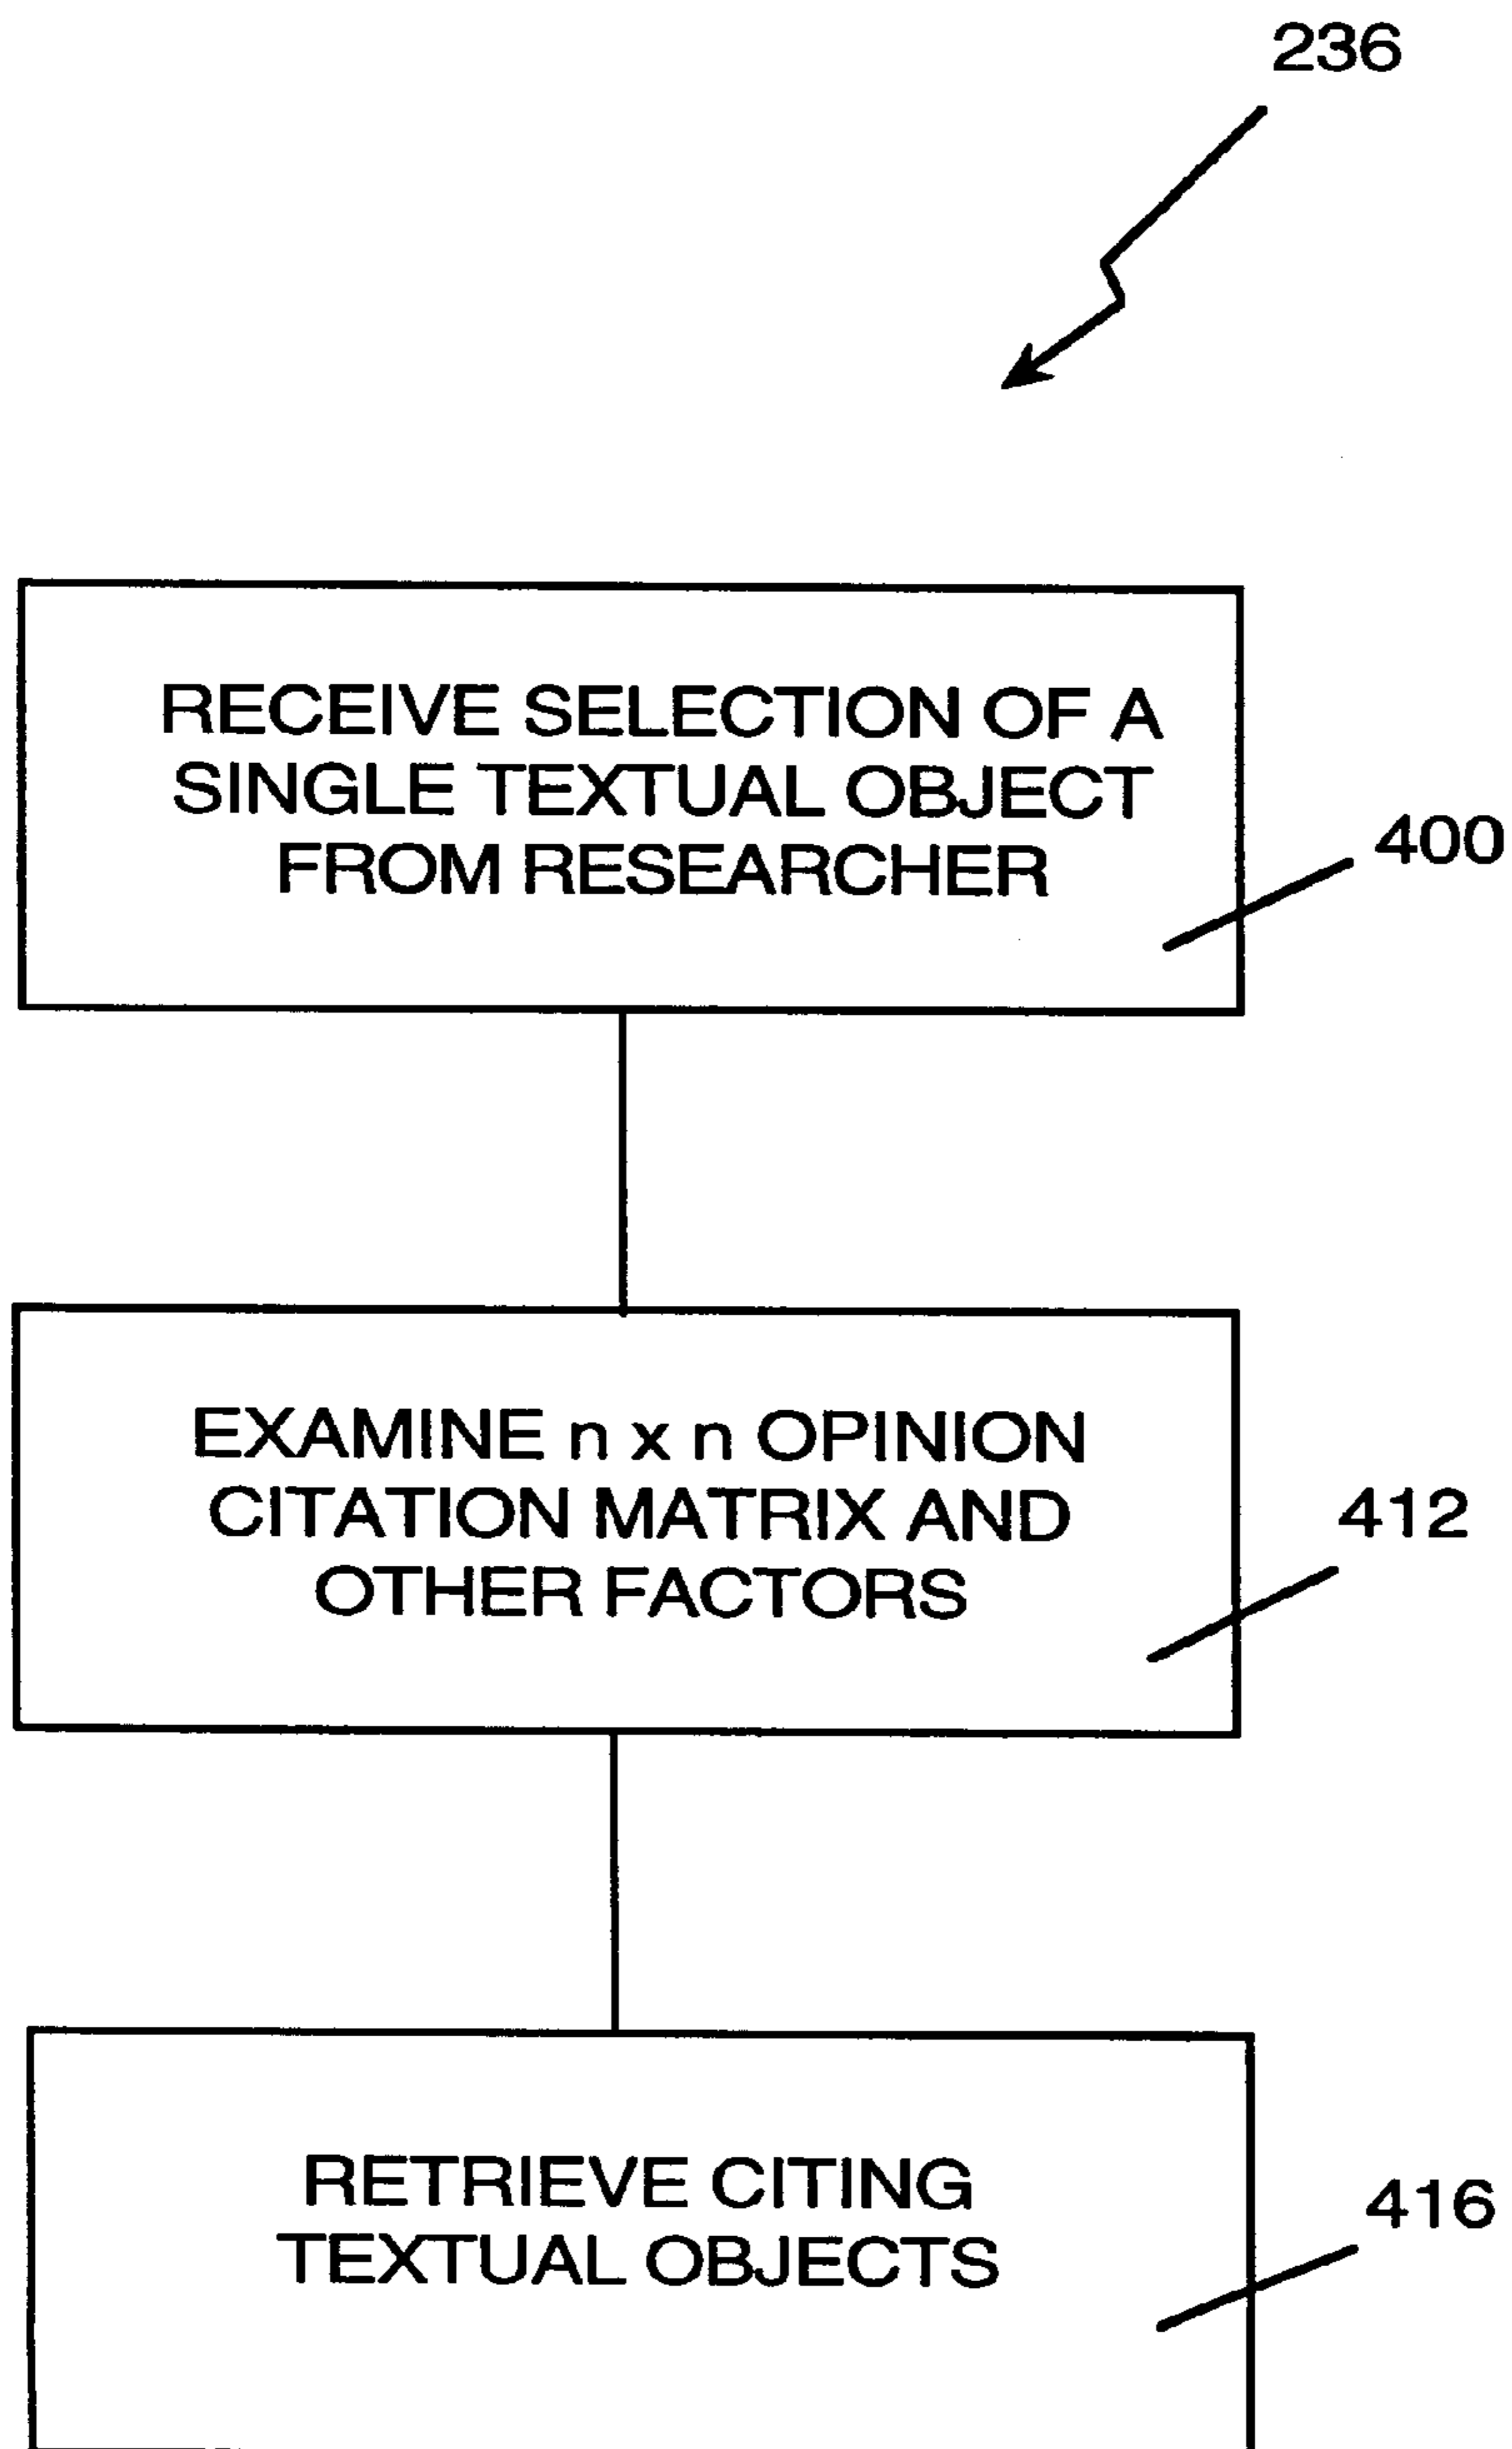 236
RECEIVE SELECTION OF A
SINGLE TEXTUAL OBJECT
FROM RESEARCHER
400
EXAMINE n x n OPINION
CITATION MATRIX AND
OTHER FACTORS
412
RETRIEVE CITING
TEXTUAL OBJECTS
416